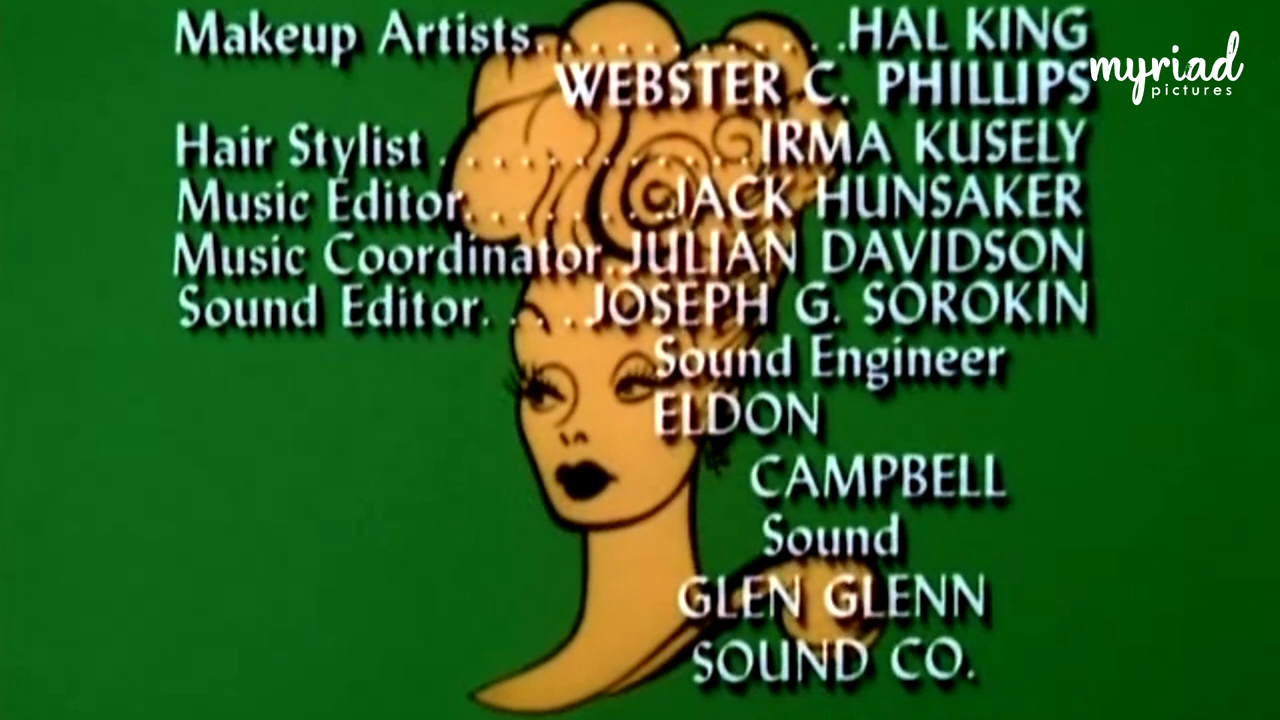 Makeup Artists............HAL KING
WEBSTER C. PHILLIPS
myriad
pictures
Hair Stylist .............IRMA KUSELY
Music Editor.........JACK HUNSAKER
Music Coordinator.JULIAN DAVIDSON
Sound Editor. . . .JOSEPH G. SOROKIN
Sound Engineer
ELDON
CAMPBELL
Sound
GLEN GLENN
SOUND CO.